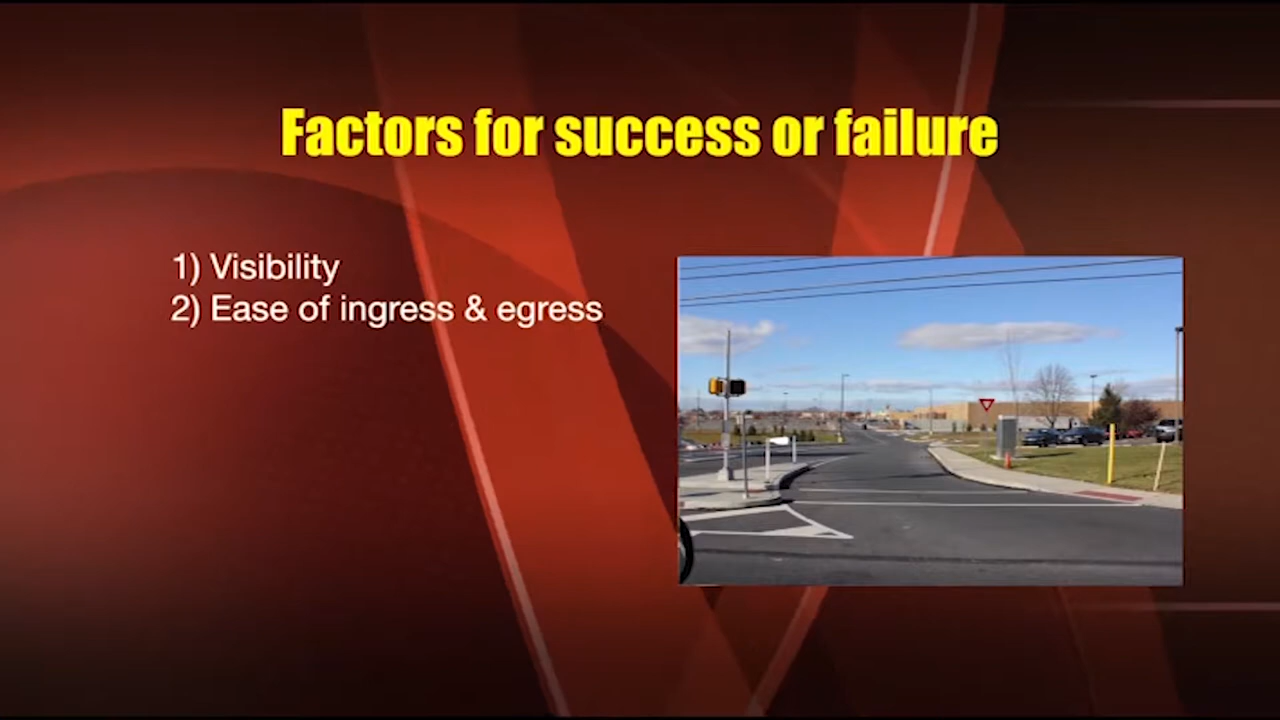 Factors for success or failure
1) Visibility
2) Ease of ingress & egress